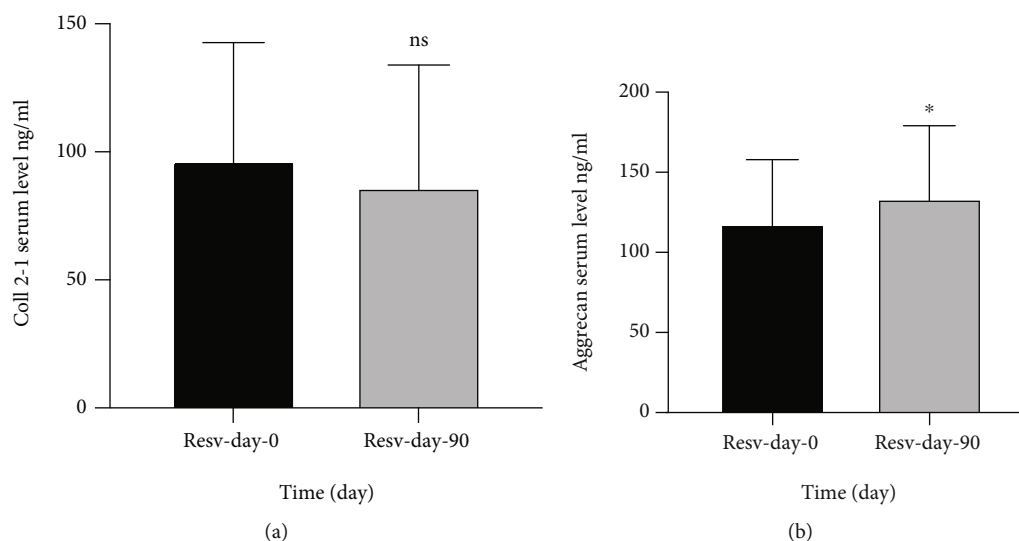 Coll 2-1 serum level ng/ml
150
100
50
0
ns
Resv-day-0
Resv-day-90
Time (day)
(a)
Aggrecan serum level ng/ml
200
150
100
50
0
*
Resv-day-0
Resv-day-90
Time (day)
(b)